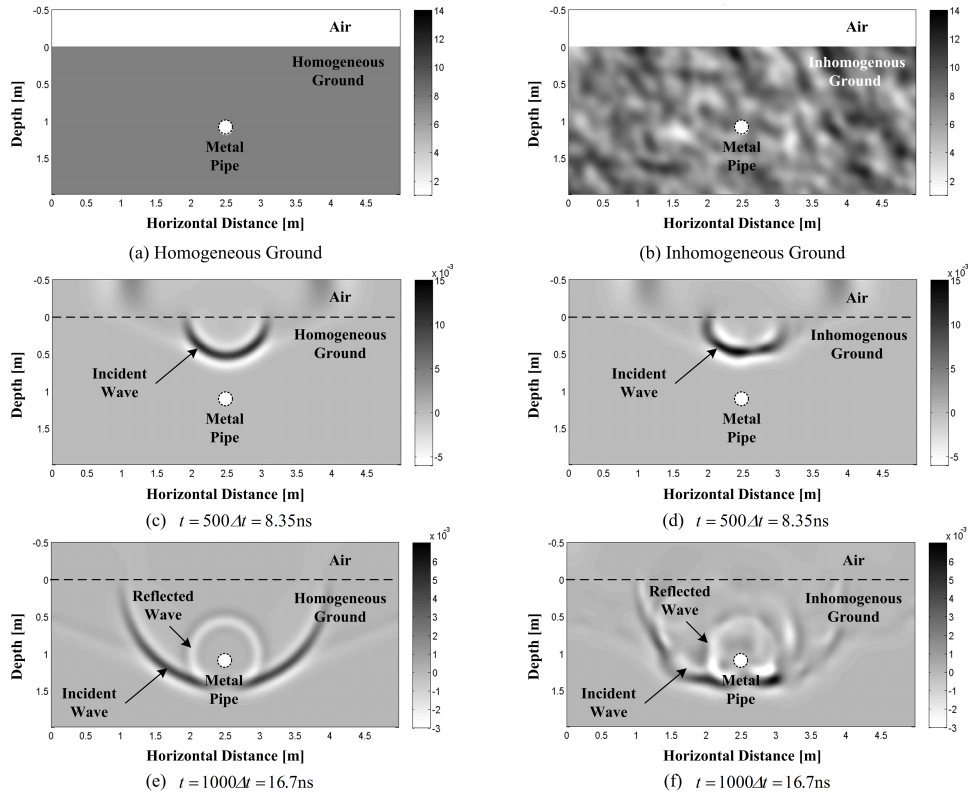 -0.5
0
0.5
1
1.5
Depth [m]
Air
Homogeneous
Ground
Metal
Pipe
0 0.5 1 1.5 2 2.5 3 3.5 4 4.5
Horizontal Distance [m]
14
12
10
8
6
4
2
(a) Homogeneous Ground
-0.5
0
0.5
1
1.5
Depth [m]
Air
Inhomogenous
Ground
Metal
Pipe
0 0.5 1 1.5 2 2.5 3 3.5 4 4.5
Horizontal Distance [m]
14
12
10
8
6
4
2
(b) Inhomogeneous Ground
-0.5
0
0.5
1
1.5
Depth [m]
Air
Homogeneous
Ground
Incident
Wave
Metal
Pipe
0 0.5 1 1.5 2 2.5 3 3.5 4 4.5
Horizontal Distance [m]
x 10⁻³
15
10
5
0
-5
(c) t = 500Δt = 8.35ns
-0.5
0
0.5
1
1.5
Depth [m]
Air
Inhomogenous
Ground
Incident
Wave
Metal
Pipe
0 0.5 1 1.5 2 2.5 3 3.5 4 4.5
Horizontal Distance [m]
x 10⁻³
15
10
5
0
-5
(d) t = 500Δt = 8.35ns
-0.5
0
0.5
1
1.5
Depth [m]
Air
Reflected
Wave
Homogeneous
Ground
Incident
Wave
Metal
Pipe
0 0.5 1 1.5 2 2.5 3 3.5 4 4.5
Horizontal Distance [m]
x 10⁻³
6
5
4
3
2
1
0
-1
-2
-3
(e) t = 1000Δt = 16.7ns
-0.5
0
0.5
1
1.5
Depth [m]
Air
Reflected
Wave
Inhomogenous
Ground
Incident
Wave
Metal
Pipe
0 0.5 1 1.5 2 2.5 3 3.5 4 4.5
Horizontal Distance [m]
x 10⁻³
6
5
4
3
2
1
0
-1
-2
-3
(f) t = 1000Δt = 16.7ns